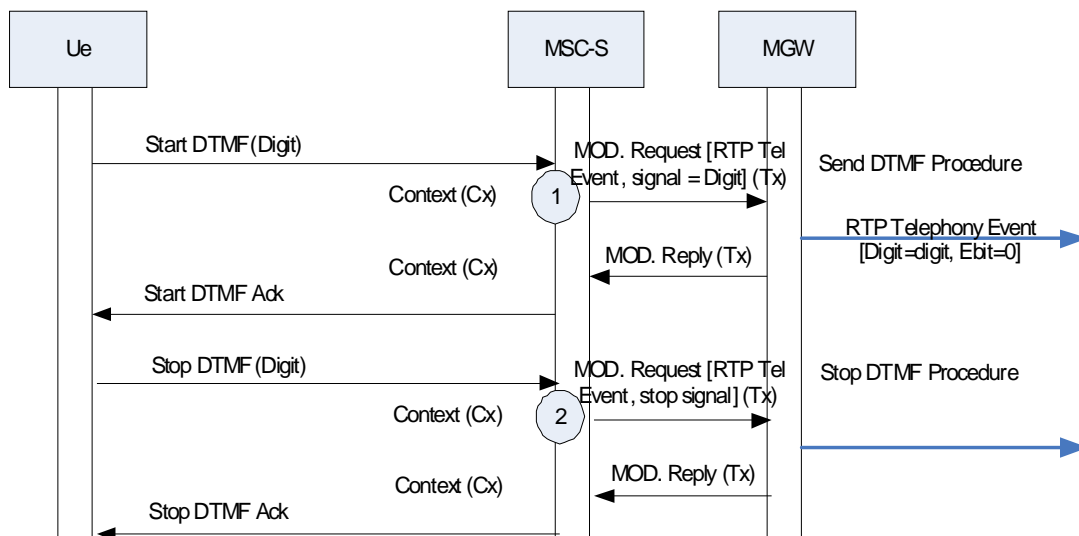 Ue
MSC-S
MGW
Start DTMF(Digit)
MOD. Request [RTP Tel
Event, signal = Digit] (Tx)
Send DTMF Procedure
Context (Cx)
1
RTP Telephony Event
[Digit=digit, Ebit=0]
MOD. Reply (Tx)
Context (Cx)
Start DTMF Ack
Stop DTMF(Digit)
MOD. Request [RTP Tel
Event, stop signal] (Tx)
Stop DTMF Procedure
Context (Cx)
2
MOD. Reply (Tx)
Context (Cx)
Stop DTMF Ack